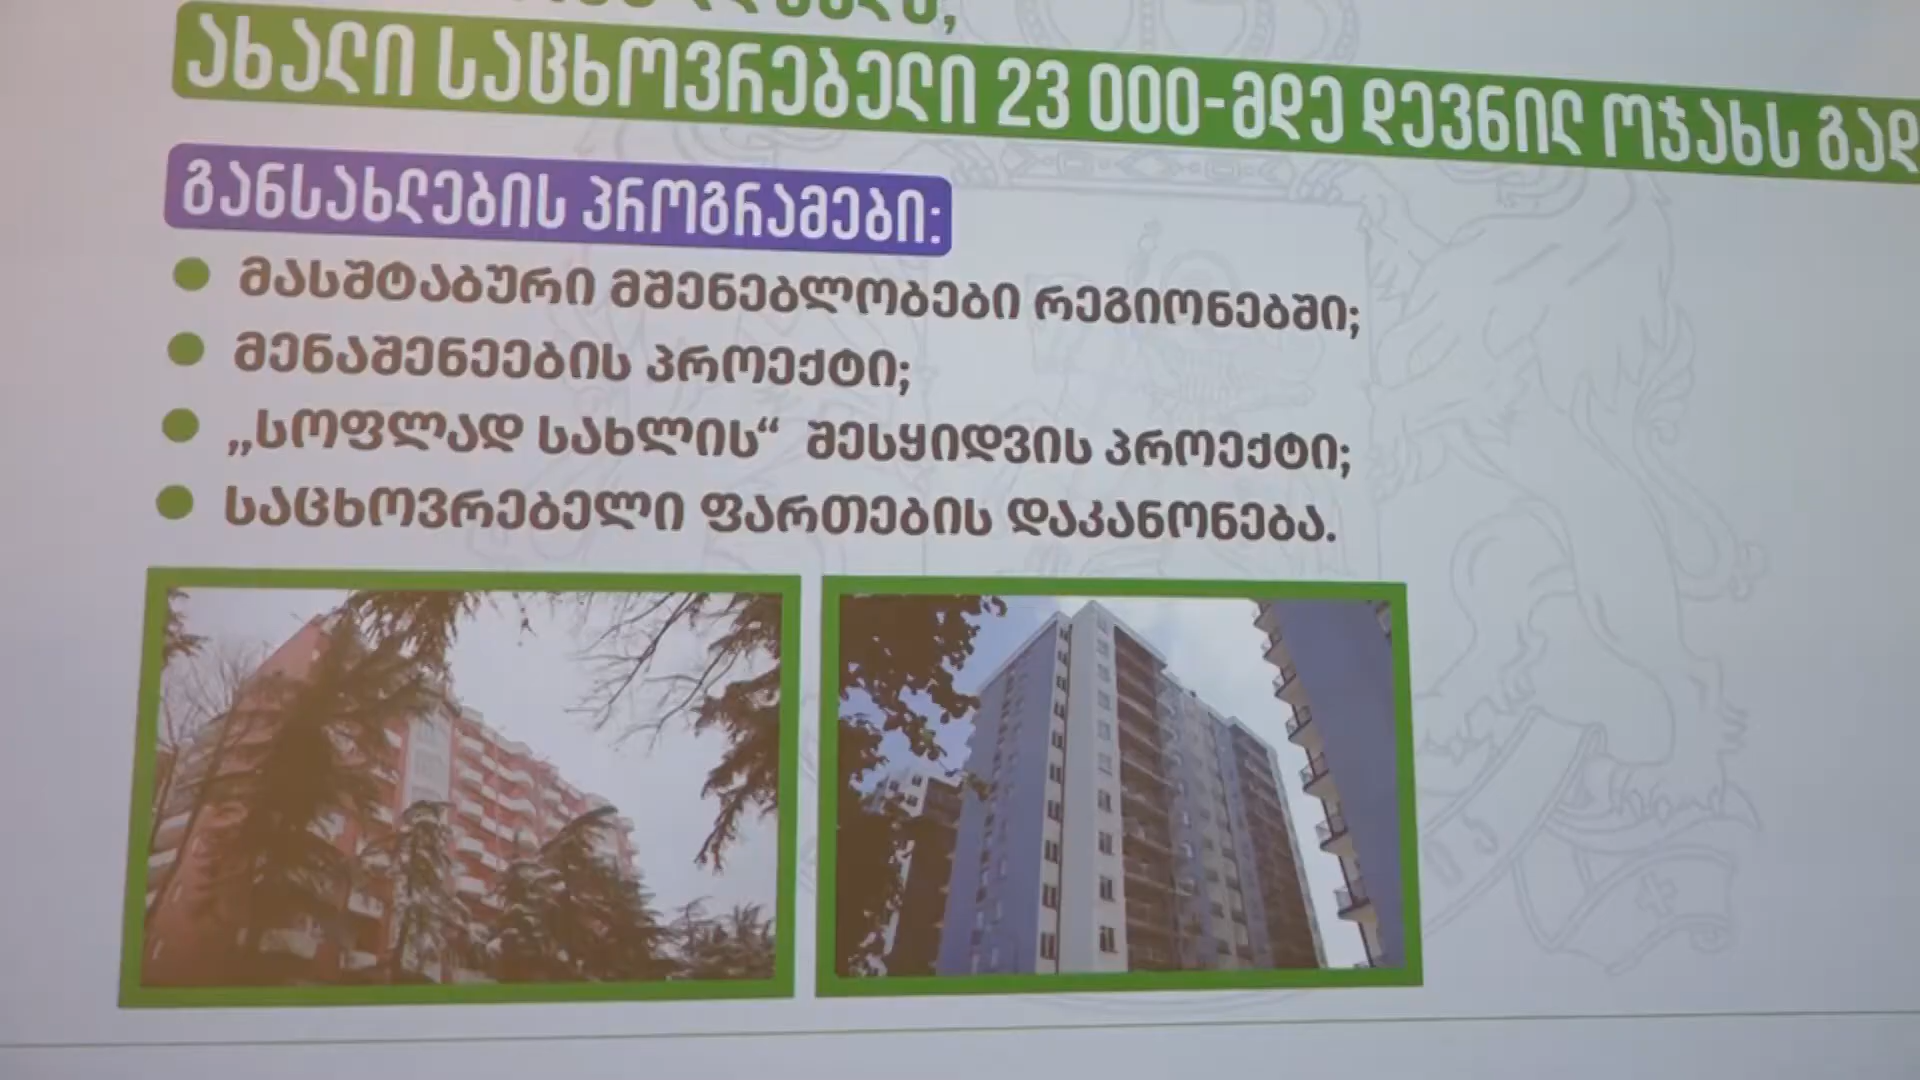 ახალი საცხოვრებელი 23 000-მდე დევნილ ოჯახს
განსახლების პროგრამები:
მასშტაბური მშენებლობები რეგიონებში;
მენაშენეების პროექტი;
„სოფლად სახლის“ შესყიდვის პროექტი;
საცხოვრებელი ფართების დაკანონება.